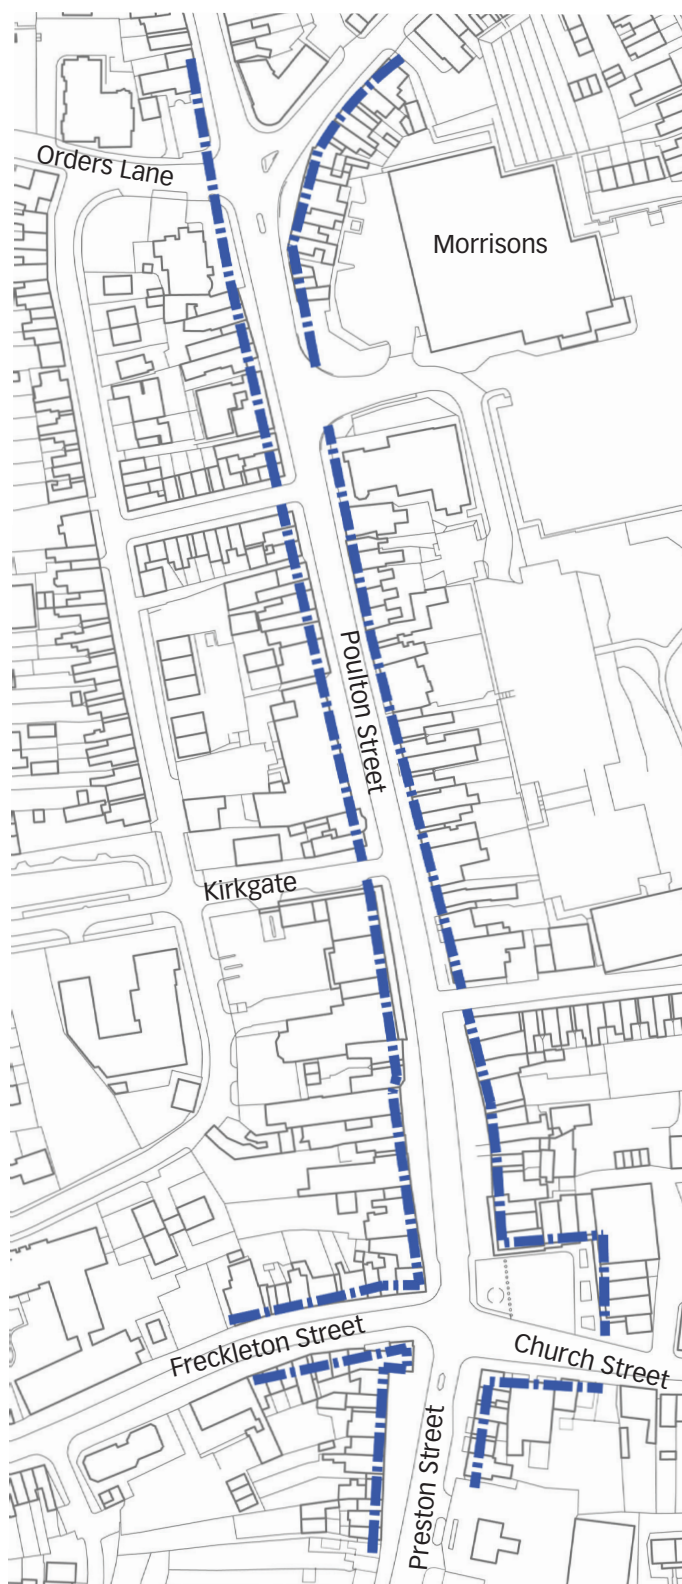 Orders Lane
Morrisons
Poulton Street
Kirkgate
Freckleton Street
Church Street
Preston Street